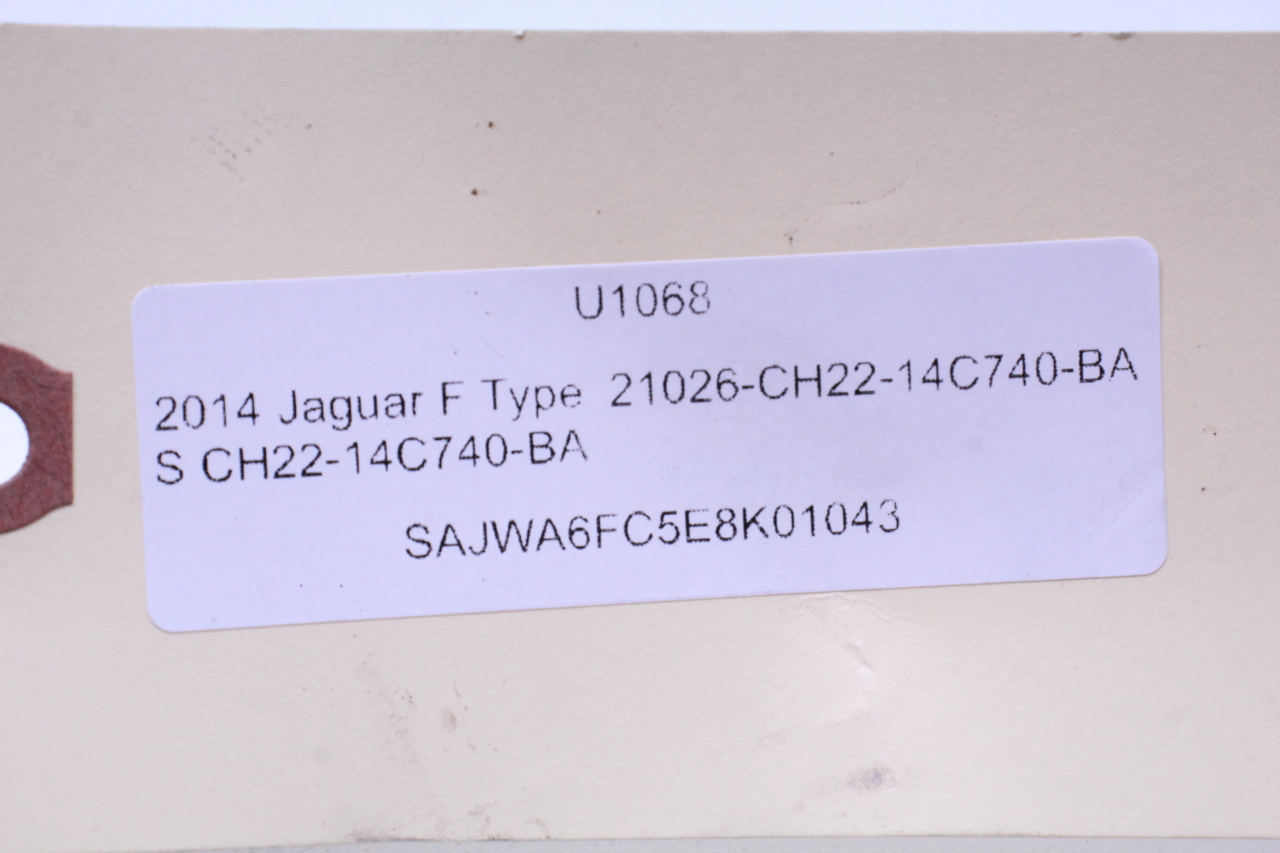 U1068
2014 Jaguar F Type 21026-CH22-14C740-BA
S CH22-14C740-BA
SAJWA6FC5E8K01043